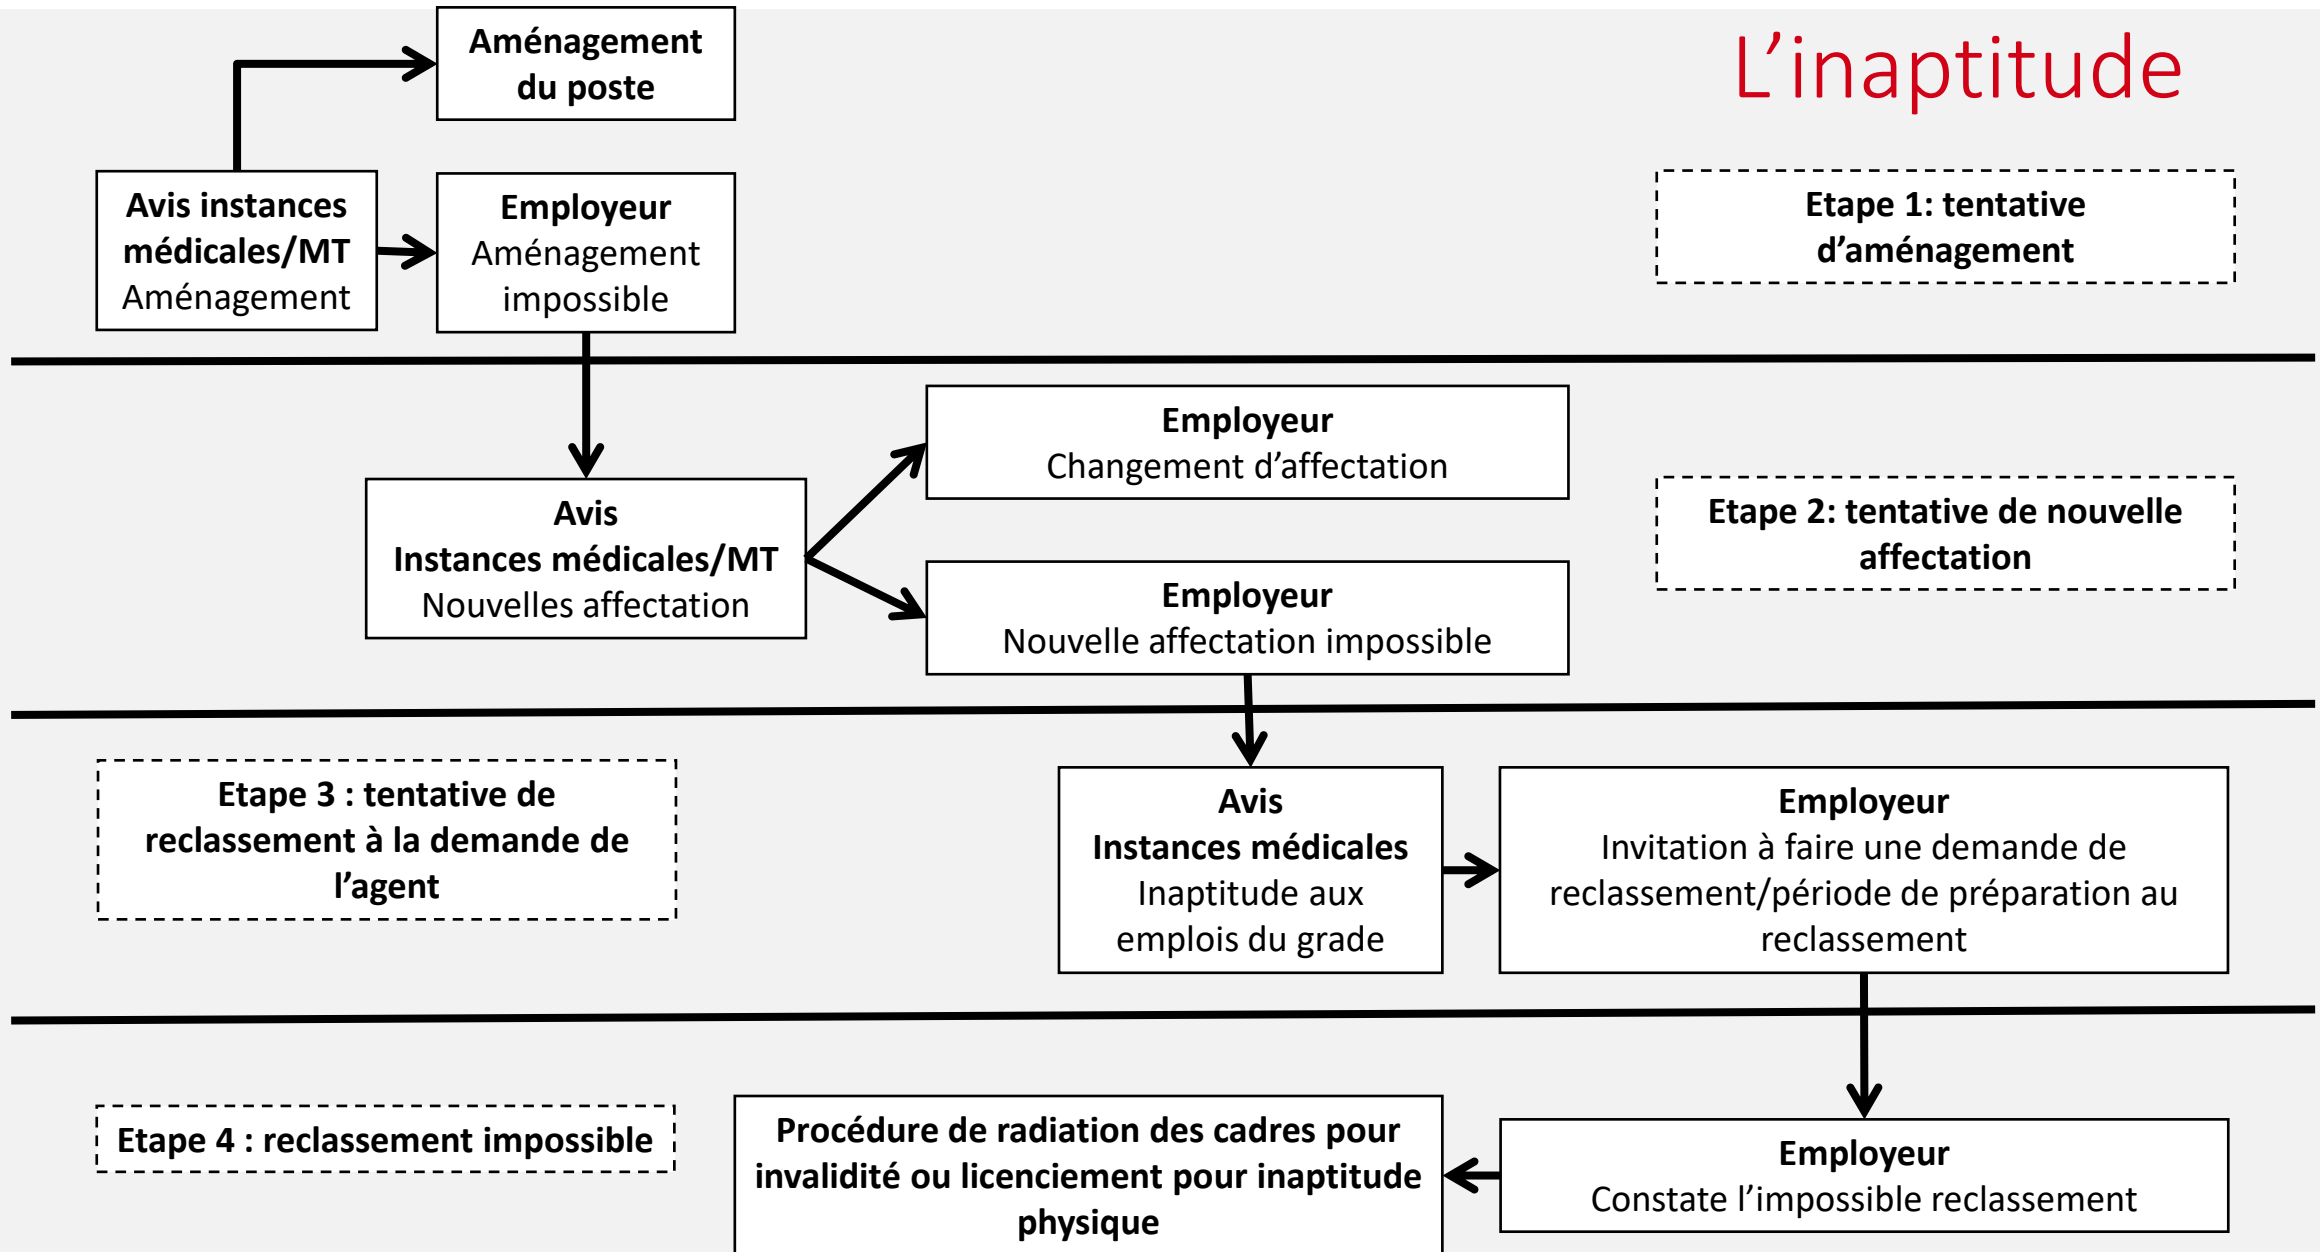 L’inaptitude
Aménagement
du poste
Avis instances
médicales/MT
Aménagement
Employeur
Aménagement
impossible
Etape 1: tentative
d’aménagement
Employeur
Changement d’affectation
Avis
Instances médicales/MT
Nouvelles affectation
Employeur
Nouvelle affectation impossible
Etape 2: tentative de nouvelle
affectation
Etape 3 : tentative de
reclassement à la demande de
l’agent
Avis
Instances médicales
Inaptitude aux
emplois du grade
Employeur
Invitation à faire une demande de
reclassement/période de préparation au
reclassement
Etape 4 : reclassement impossible
Procédure de radiation des cadres pour
invalidité ou licenciement pour inaptitude
physique
Employeur
Constate l’impossible reclassement